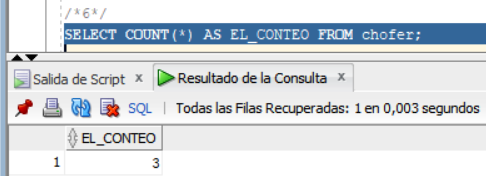 /*6*/
SELECT COUNT(*) AS EL_CONTEO FROM chofer;
Salida de Script x Resultado de la Consulta x
SQL | Todas las Filas Recuperadas: 1 en 0,003 segundos
EL_CONTEO
1 3